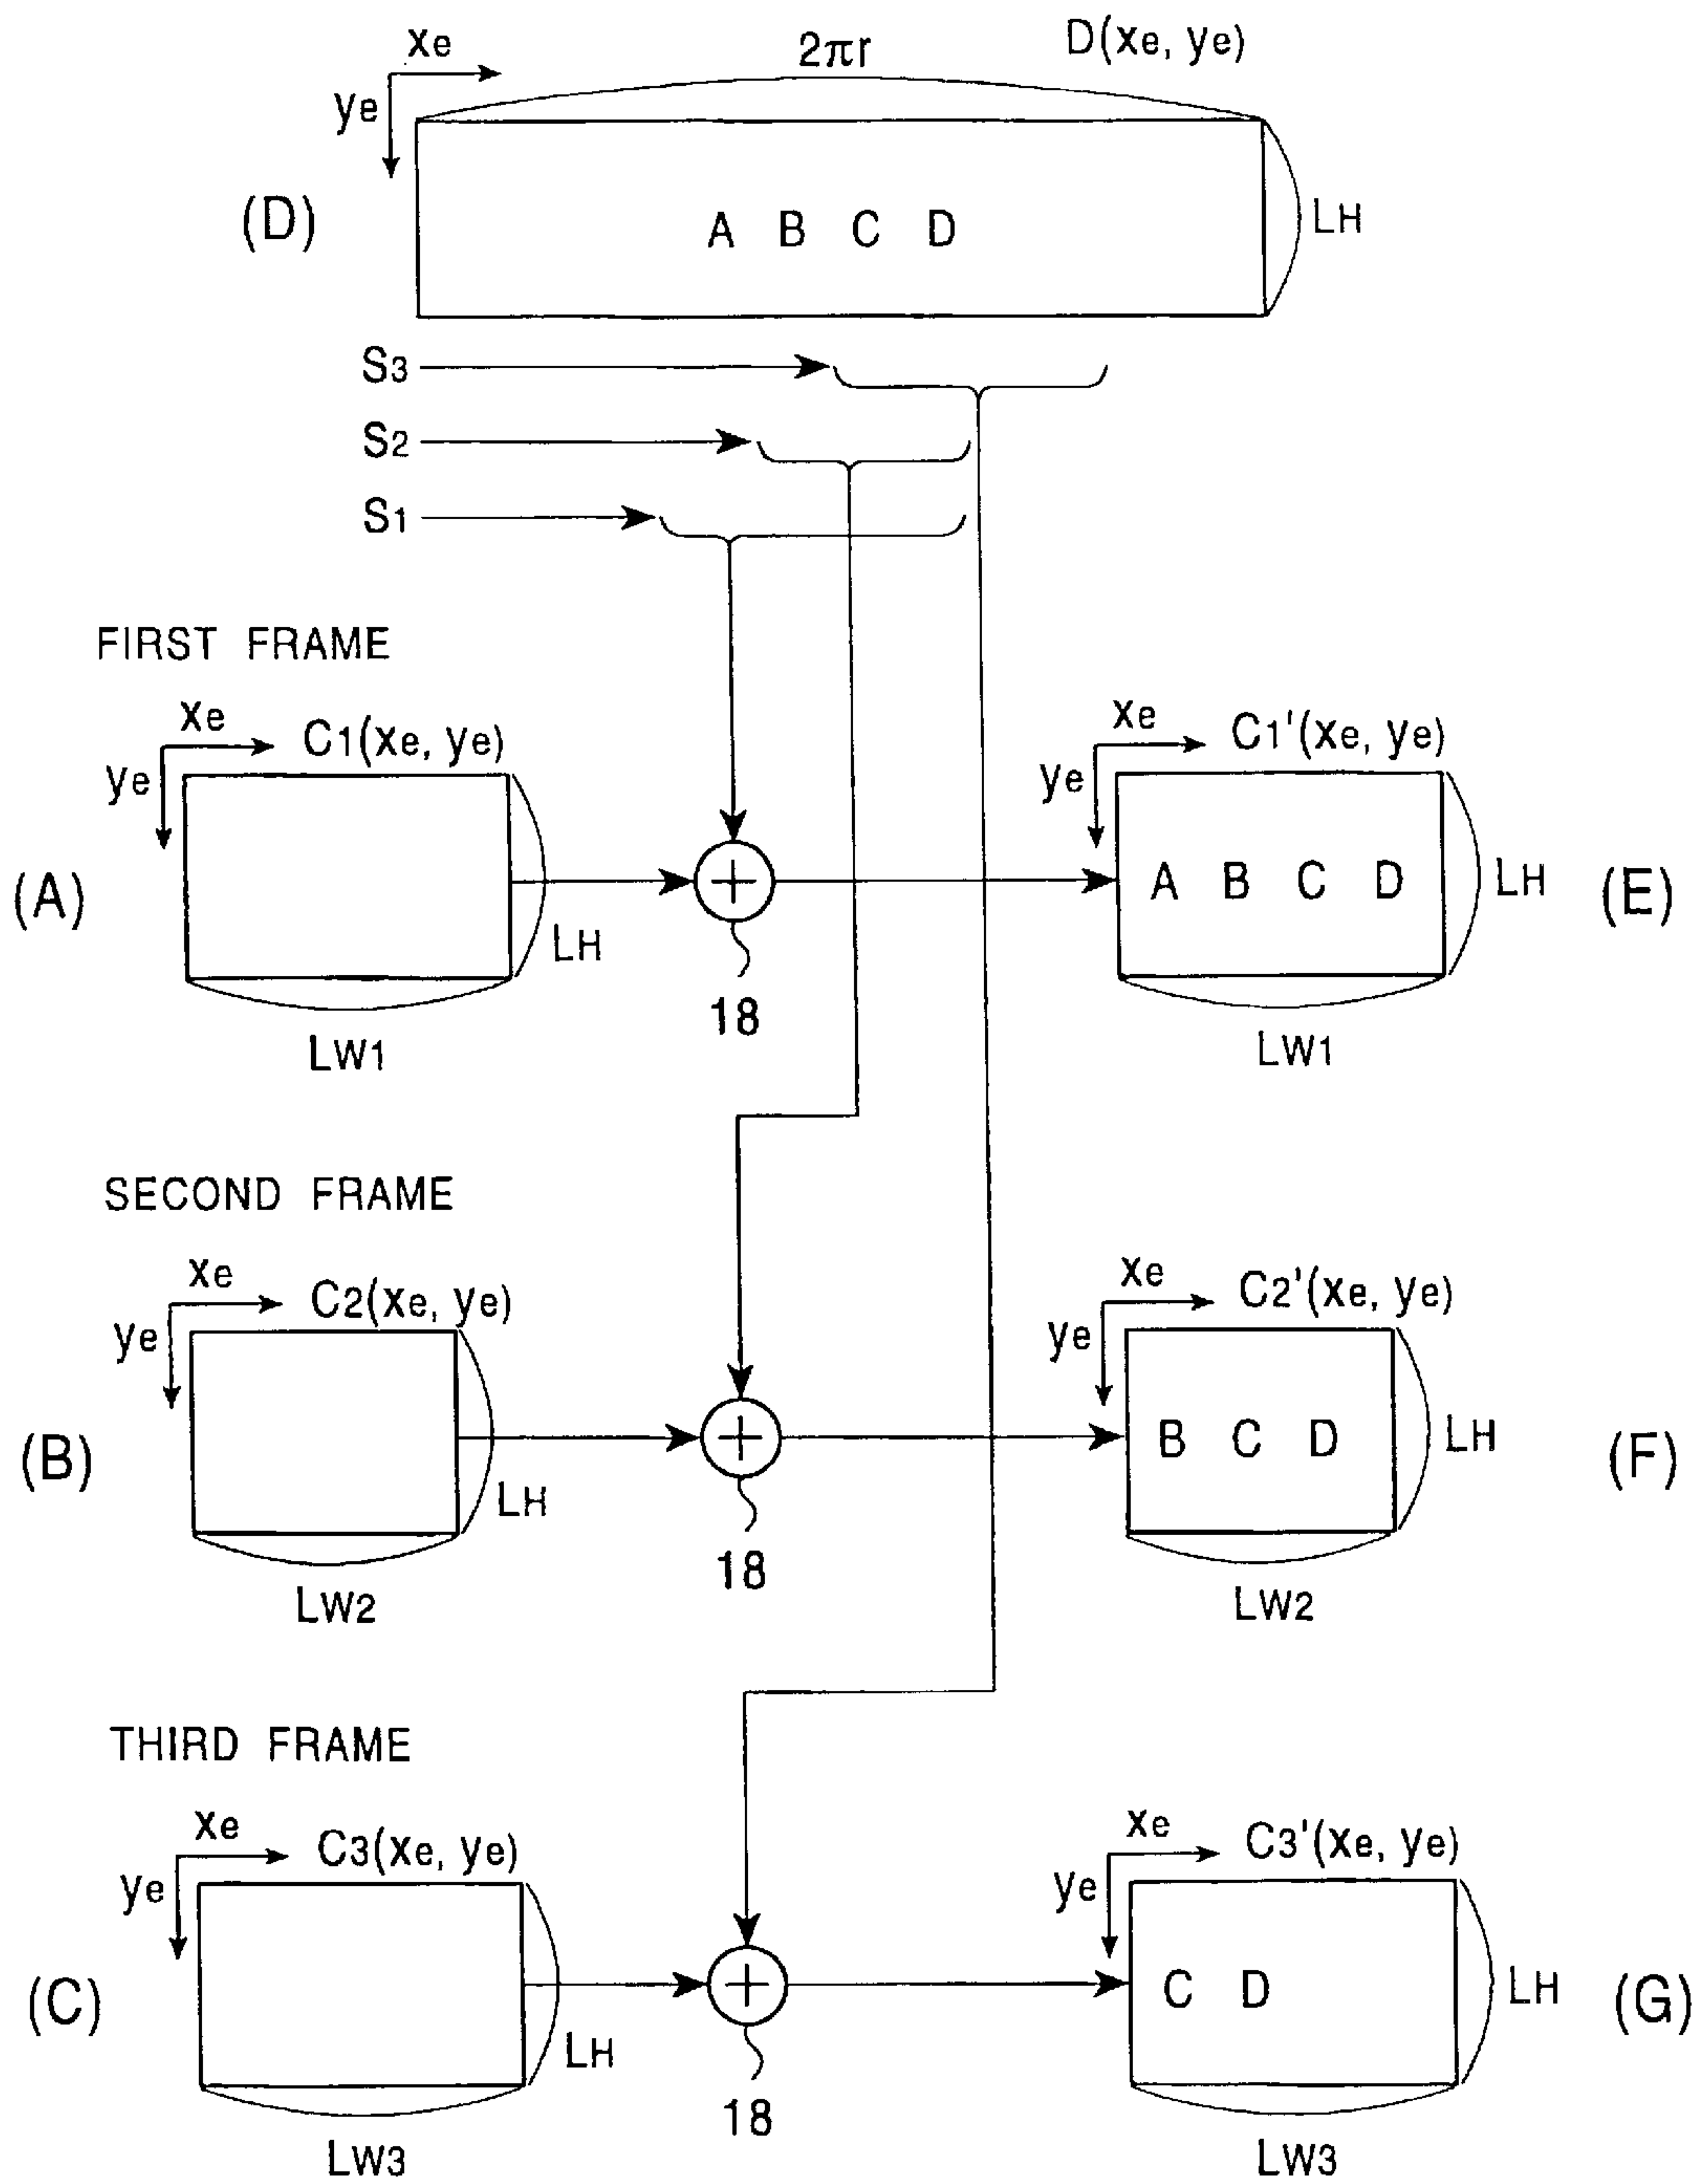 xe 2πr D(xe, ye)
ye
(D) A B C D LH
S3
S2
S1
FIRST FRAME
xe C1(xe, ye) xe C1'(xe, ye)
ye ye
(A) A B C D LH (E)
LH
18
LW1 LW1
SECOND FRAME
xe C2(xe, ye) xe C2'(xe, ye)
ye ye
(B) B C D LH (F)
LH
18
LW2 LW2
THIRD FRAME
xe C3(xe, ye) xe C3'(xe, ye)
ye ye
(C) C D LH (G)
LH
18
LW3 LW3